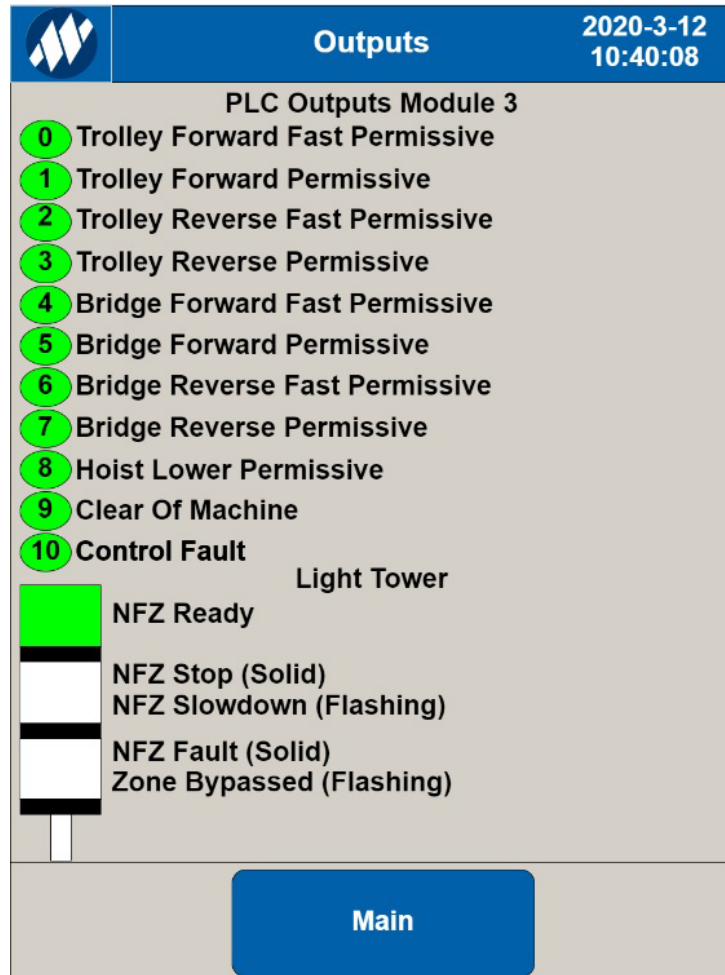 Outputs
2020-3-12
10:40:08
PLC Outputs Module 3
0 Trolley Forward Fast Permissive
1 Trolley Forward Permissive
2 Trolley Reverse Fast Permissive
3 Trolley Reverse Permissive
4 Bridge Forward Fast Permissive
5 Bridge Forward Permissive
6 Bridge Reverse Fast Permissive
7 Bridge Reverse Permissive
8 Hoist Lower Permissive
9 Clear Of Machine
10 Control Fault
Light Tower
NFZ Ready
NFZ Stop (Solid)
NFZ Slowdown (Flashing)
NFZ Fault (Solid)
Zone Bypassed (Flashing)
Main